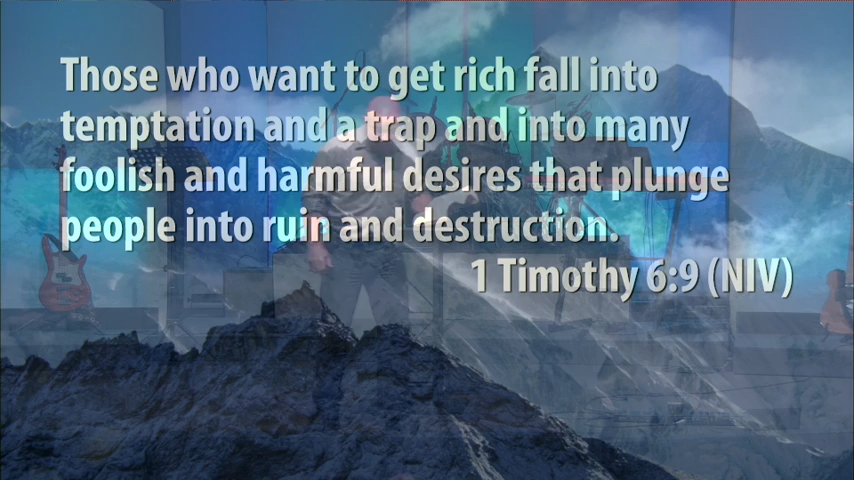 Those who want to get rich fall into
temptation and a trap and into many
foolish and harmful desires that plunge
people into ruin and destruction.
1 Timothy 6:9 (NIV)